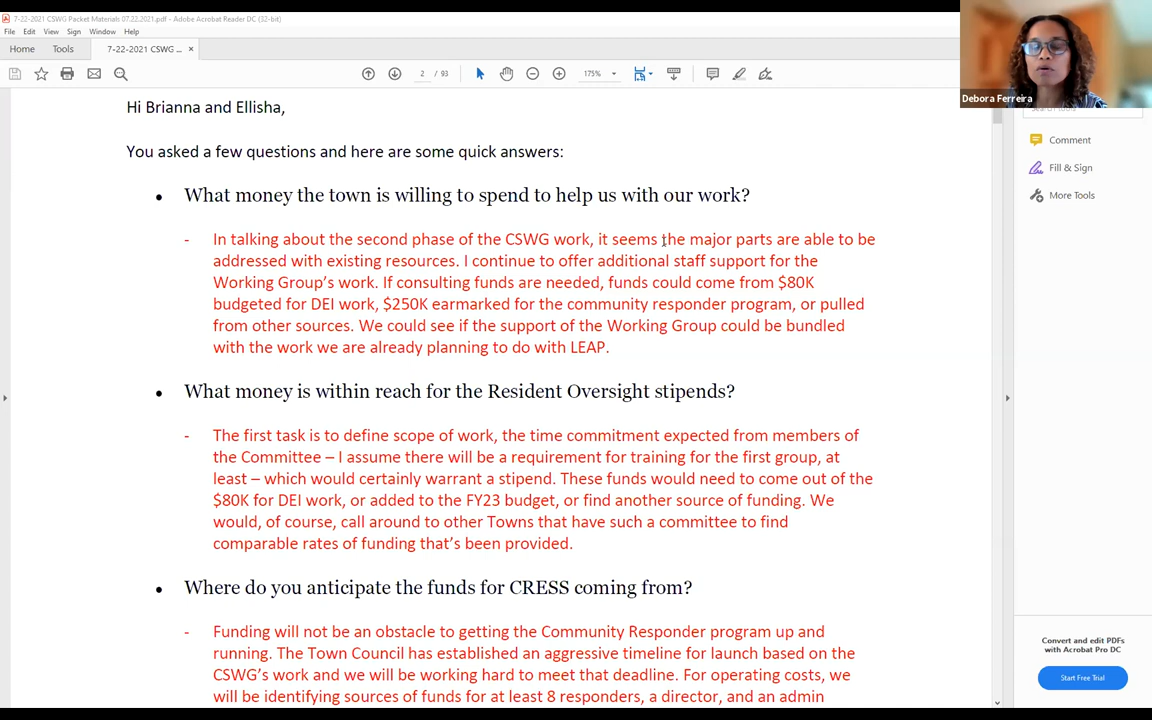 7-22-2021 CSWG Packet Materials 07.22.2021.pdf - Adobe Acrobat Reader DC (32-bit)
File Edit View Sign Window Help
Home Tools 7-22-2021 CSWG ... ×
2 / 93 175%
Debora Ferreira
Comment
Fill & Sign
More Tools
Hi Brianna and Ellisha,
You asked a few questions and here are some quick answers:
• What money the town is willing to spend to help us with our work?
- In talking about the second phase of the CSWG work, it seems the major parts are able to be
addressed with existing resources. I continue to offer additional staff support for the
Working Group's work. If consulting funds are needed, funds could come from $80K
budgeted for DEI work, $250K earmarked for the community responder program, or pulled
from other sources. We could see if the support of the Working Group could be bundled
with the work we are already planning to do with LEAP.
• What money is within reach for the Resident Oversight stipends?
- The first task is to define scope of work, the time commitment expected from members of
the Committee – I assume there will be a requirement for training for the first group, at
least – which would certainly warrant a stipend. These funds would need to come out of the
$80K for DEI work, or added to the FY23 budget, or find another source of funding. We
would, of course, call around to other Towns that have such a committee to find
comparable rates of funding that's been provided.
• Where do you anticipate the funds for CRESS coming from?
- Funding will not be an obstacle to getting the Community Responder program up and
running. The Town Council has established an aggressive timeline for launch based on the
CSWG's work and we will be working hard to meet that deadline. For operating costs, we
will be identifying sources of funds for at least 8 responders, a director, and an admin
Convert and edit PDFs
with Acrobat Pro DC
Start Free Trial